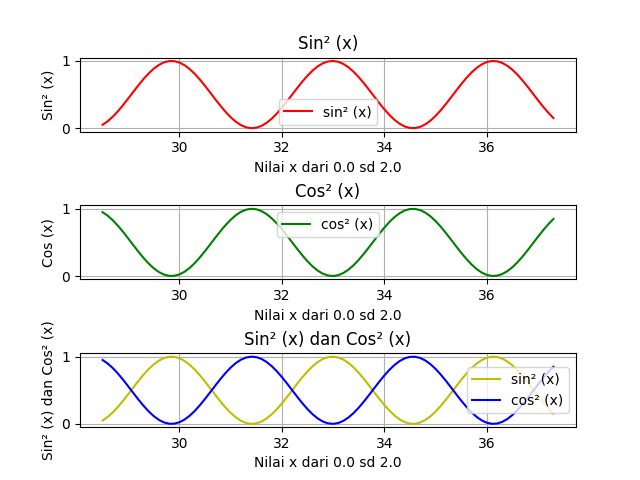 Sin² (x)
Sin² (x)
1
0
sin² (x)
30 32 34 36
Nilai x dari 0.0 sd 2.0
Cos² (x)
Cos (x)
1
0
cos² (x)
30 32 34 36
Nilai x dari 0.0 sd 2.0
Sin² (x) dan Cos² (x)
Sin² (x) dan Cos² (x)
1
0
sin² (x)
cos² (x)
30 32 34 36
Nilai x dari 0.0 sd 2.0